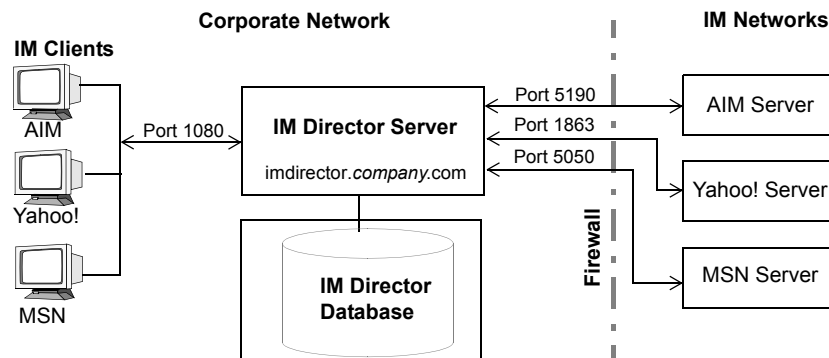 Corporate Network
IM Networks
IM Clients
AIM
Yahoo!
MSN
Port 1080
IM Director Server
imdirector.company.com
IM Director
Database
Port 5190
Port 1863
Port 5050
Firewall
AIM Server
Yahoo! Server
MSN Server